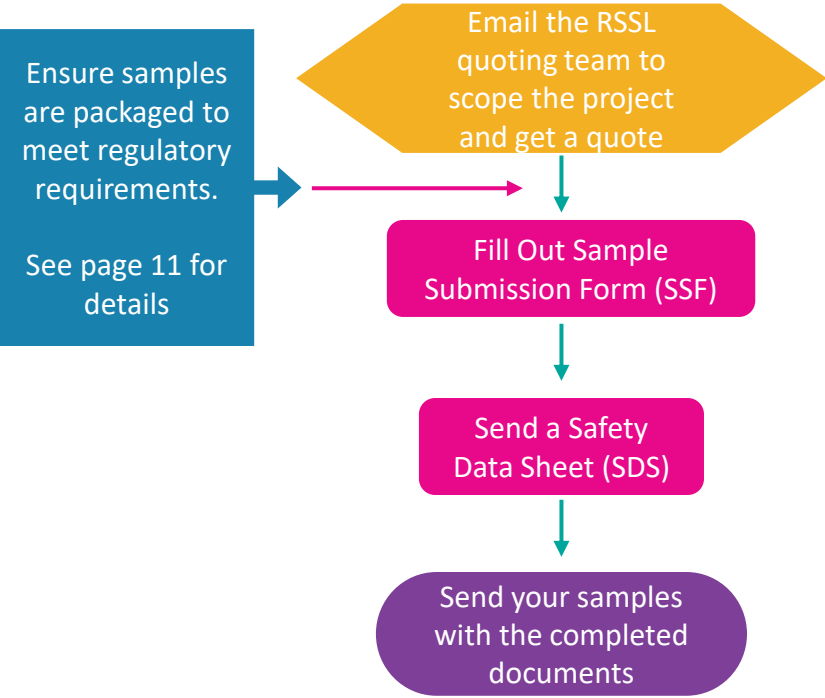 Ensure samples
are packaged to
meet regulatory
requirements.
See page 11 for
details
Email the RSSL
quoting team to
scope the project
and get a quote
Fill Out Sample
Submission Form (SSF)
Send a Safety
Data Sheet (SDS)
Send your samples
with the completed
documents